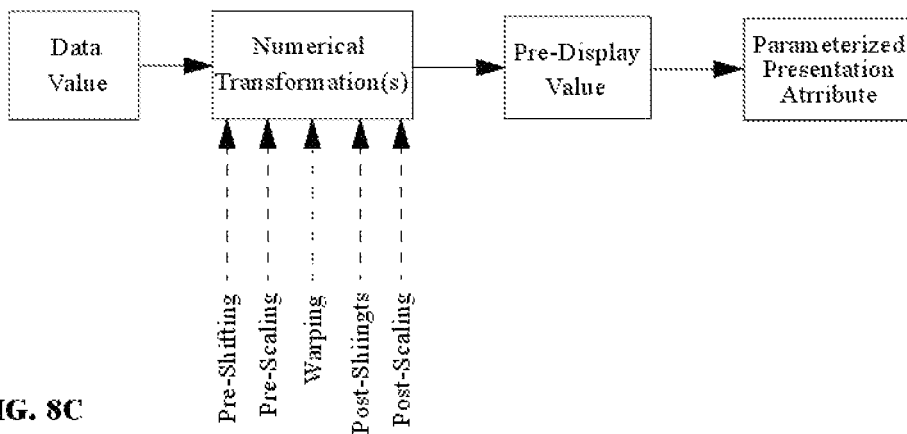 Data
Value
Numerical
Transformation(s)
Pre-Display
Value
Parameterized
Presentation
Atrribute
Pre-Shifting
Pre-Scaling
Warping
Post-Shiingts
Post-Scaling
IG. 8C